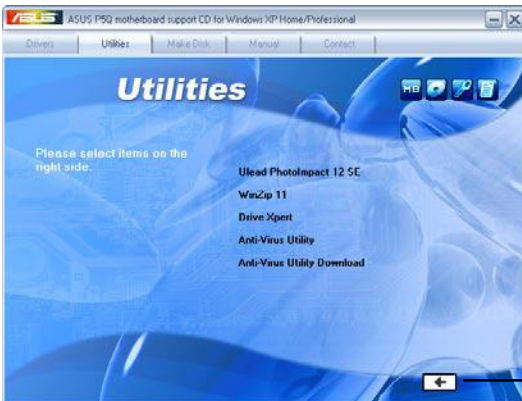 ASUS ASUS P5Q motherboard support CD for Windows XP Home/Professional
Drivers Utilities Make Disk Manual Contact
Utilities
MB
Please select items on the
right side.
Ulead PhotoImpact 12 SE
WinZip 11
Drive Xpert
Anti-Virus Utility
Anti-Virus Utility Download